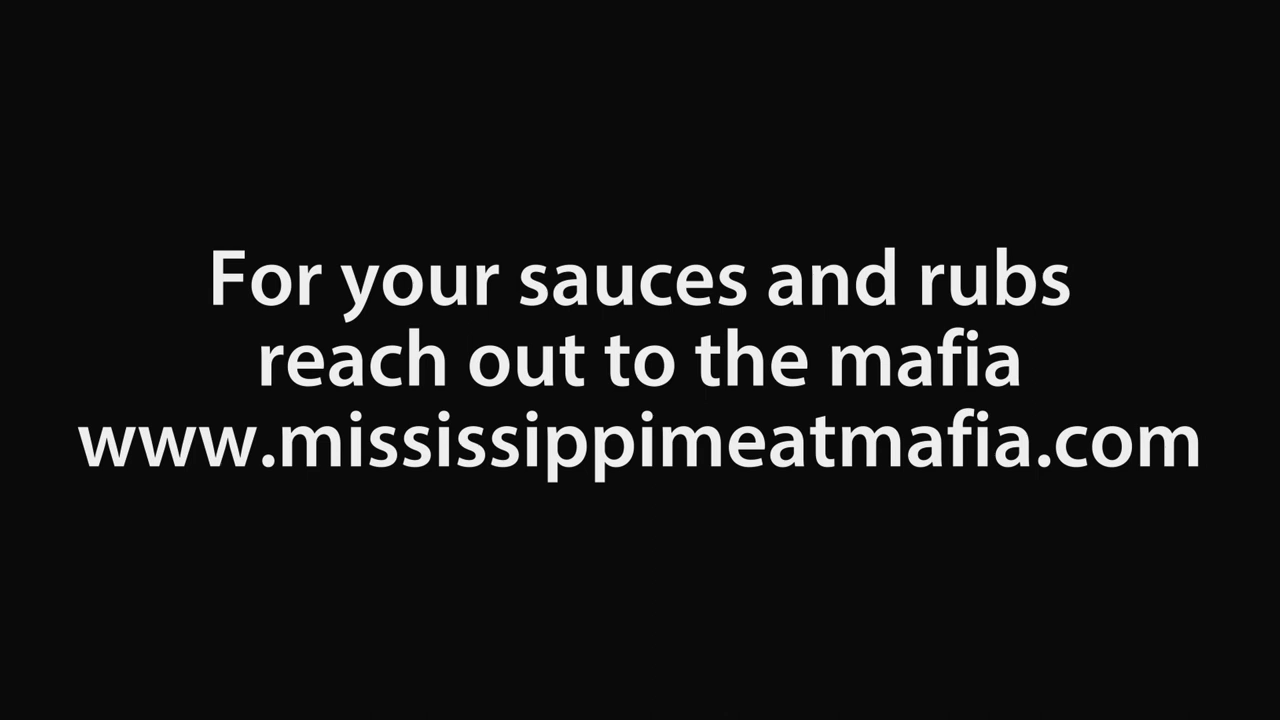 For your sauces and rubs
reach out to the mafia
www.mississippimeatmafia.com